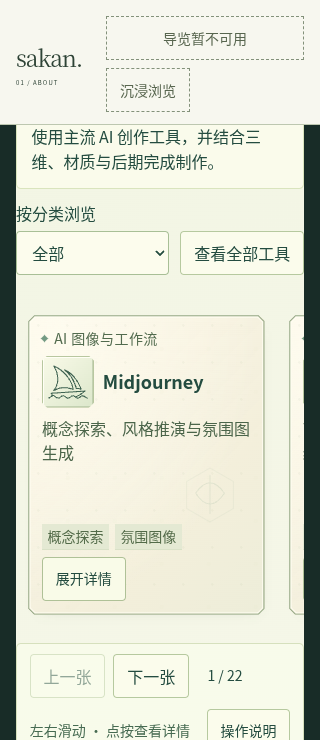 sakan.
01 / ABOUT
导览暂不可用
沉浸浏览
使用主流 AI 创作工具，并结合三
维、材质与后期完成制作。
按分类浏览
全部
查看全部工具
AI 图像与工作流
Midjourney
概念探索、风格推演与氛围图
生成
概念探索
氛围图像
展开详情
上一张
下一张
1 / 22
左右滑动 · 点按查看详情
操作说明